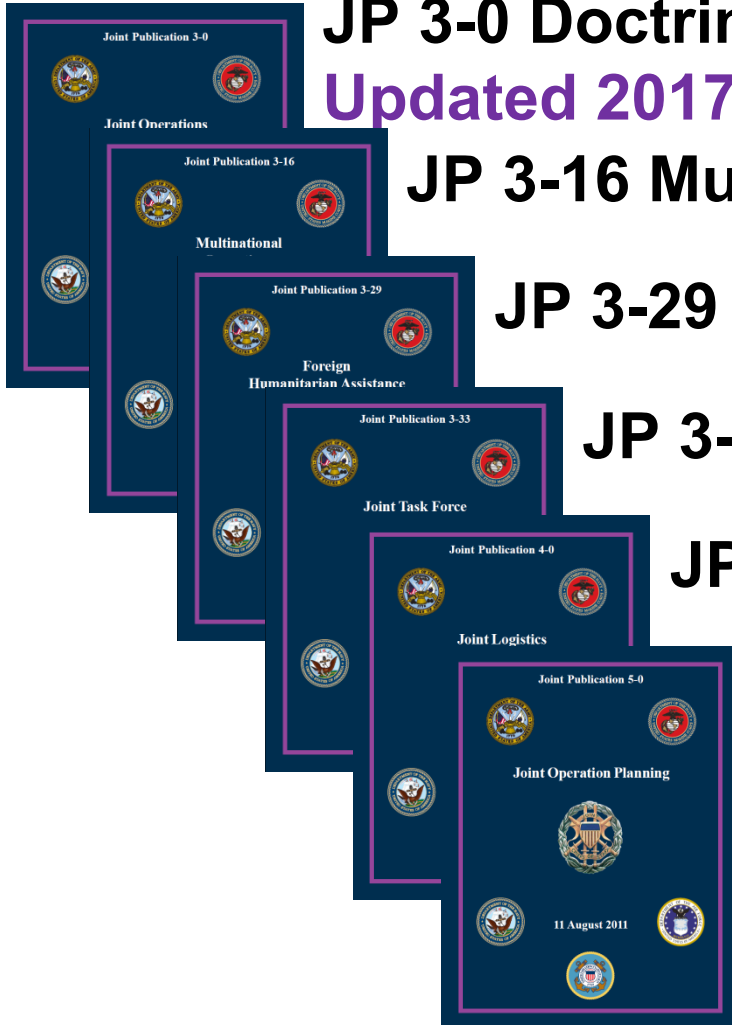 JP 3-0 Doctrin
Updated 2017
JP 3-16 Mu
JP 3-29
JP 3-
JP
Joint Publication 3-0
Joint Operations
Joint Publication 3-16
Multinational
Joint Publication 3-29
Foreign
Humanitarian Assistance
Joint Publication 3-33
Joint Task Force
Joint Publication 4-0
Joint Logistics
Joint Publication 5-0
Joint Operation Planning
11 August 2011